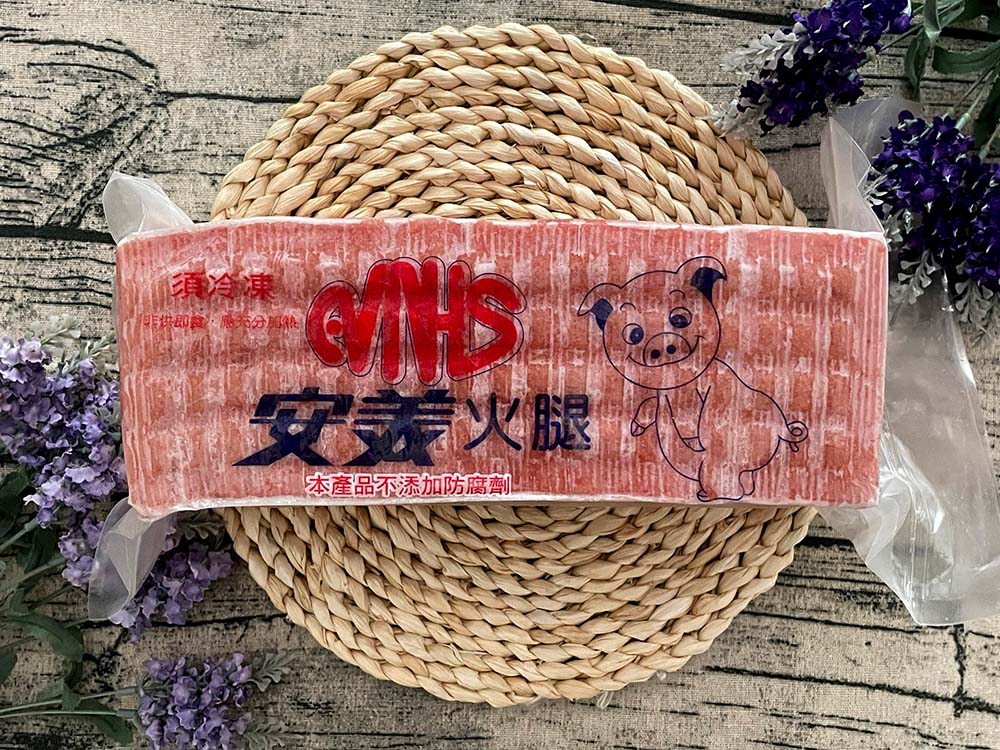 須冷凍
非供即食,應充分加熱
AMHS
安美火腿
本產品不添加防腐劑